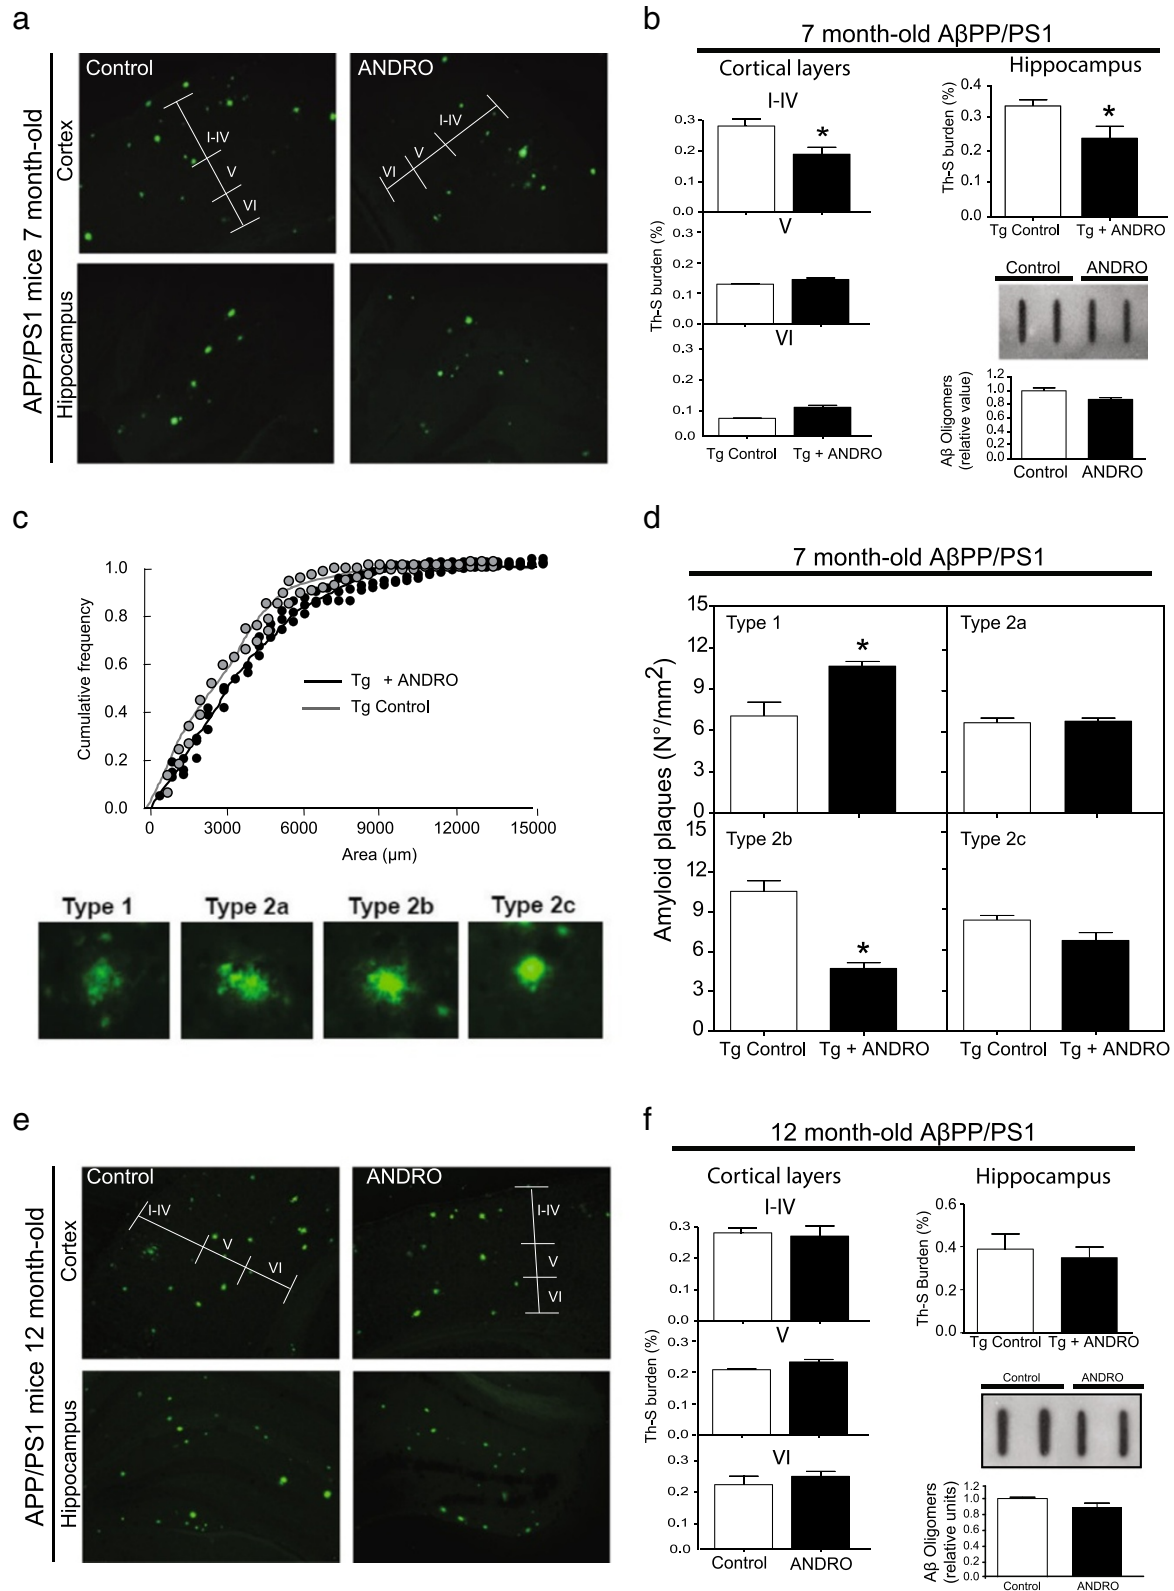 a
APP/PS1 mice 7 month-old
Cortex
Hippocampus
Control
ANDRO
I-IV
V
VI
I-IV
V
VI
b
7 month-old AβPP/PS1
Cortical layers
Hippocampus
I-IV
0.3
0.2
0.1
0.0
V
0.3
0.2
0.1
0.0
VI
0.3
0.2
0.1
0.0
Th-S burden (%)
Tg Control
Tg + ANDRO
Th-S burden (%)
0.4
0.3
0.3
0.1
0.0
*
*
Tg Control Tg + ANDRO
Control ANDRO
Aβ Oligomers
(relative value)
1.2
1.0
0.8
0.6
0.4
0.2
0.0
Control ANDRO
c
Cumulative frequency
1.0
0.8
0.6
0.4
0.2
0.0
Tg + ANDRO
Tg Control
0 3000 6000 9000 12000 15000
Area (μm)
Type 1 Type 2a Type 2b Type 2c
d
7 month-old AβPP/PS1
Amyloid plaques (N°/mm2)
15
12
9
6
3
0
Type 1
*
Type 2a
15
12
9
6
3
0
Type 2b
*
Type 2c
Tg Control Tg + ANDRO Tg Control Tg + ANDRO
e
APP/PS1 mice 12 month-old
Cortex
Hippocampus
Control
ANDRO
I-IV
V
VI
I-IV
V
VI
f
12 month-old AβPP/PS1
Cortical layers
Hippocampus
I-IV
0.3
0.2
0.1
0.0
V
0.3
0.2
0.1
0.0
VI
0.3
0.2
0.1
0.0
Th-S burden (%)
Control ANDRO
Th-S Burden (%)
0.6
0.4
0.2
0.0
Tg Control Tg + ANDRO
Control ANDRO
Aβ Oligomers
(relative units)
1.2
1.0
0.8
0.6
0.4
0.2
0.0
Control ANDRO